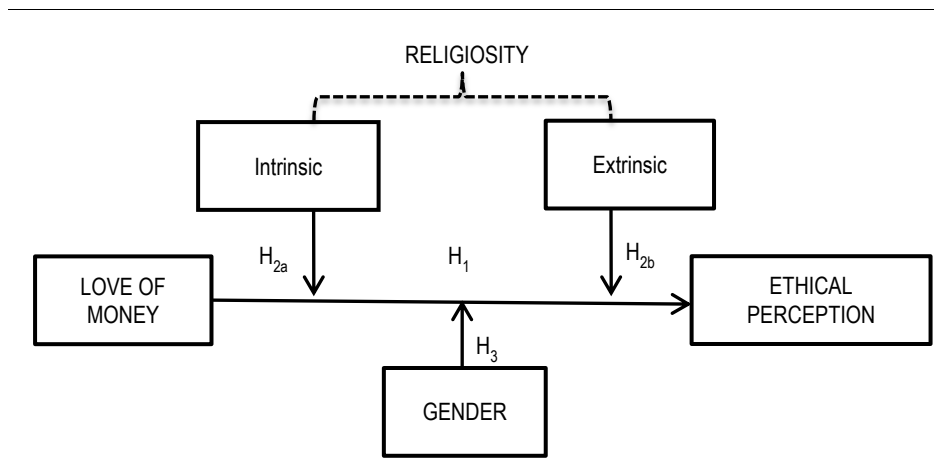 RELIGIOSITY
Intrinsic
Extrinsic
H2a
H1
H2b
LOVE OF
MONEY
ETHICAL
PERCEPTION
H3
GENDER